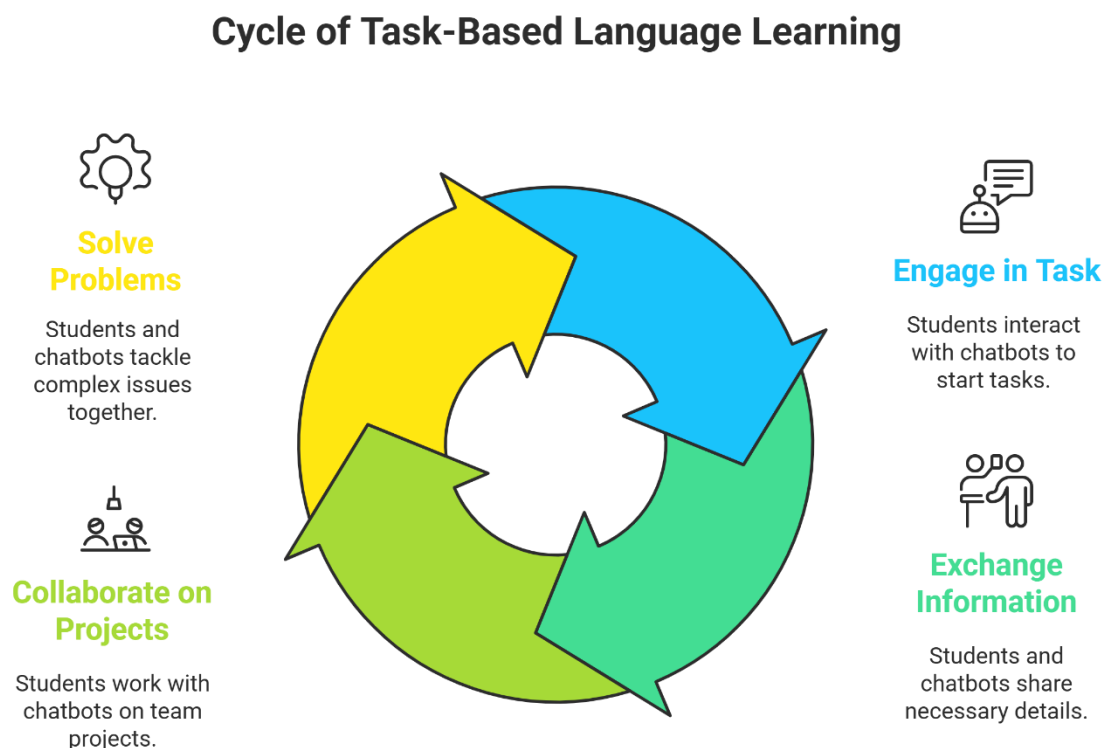 Cycle of Task-Based Language Learning
Solve
Problems
Students and
chatbots tackle
complex issues
together.
Engage in Task
Students interact
with chatbots to
start tasks.
Collaborate on
Projects
Students work with
chatbots on team
projects.
Exchange
Information
Students and
chatbots share
necessary details.